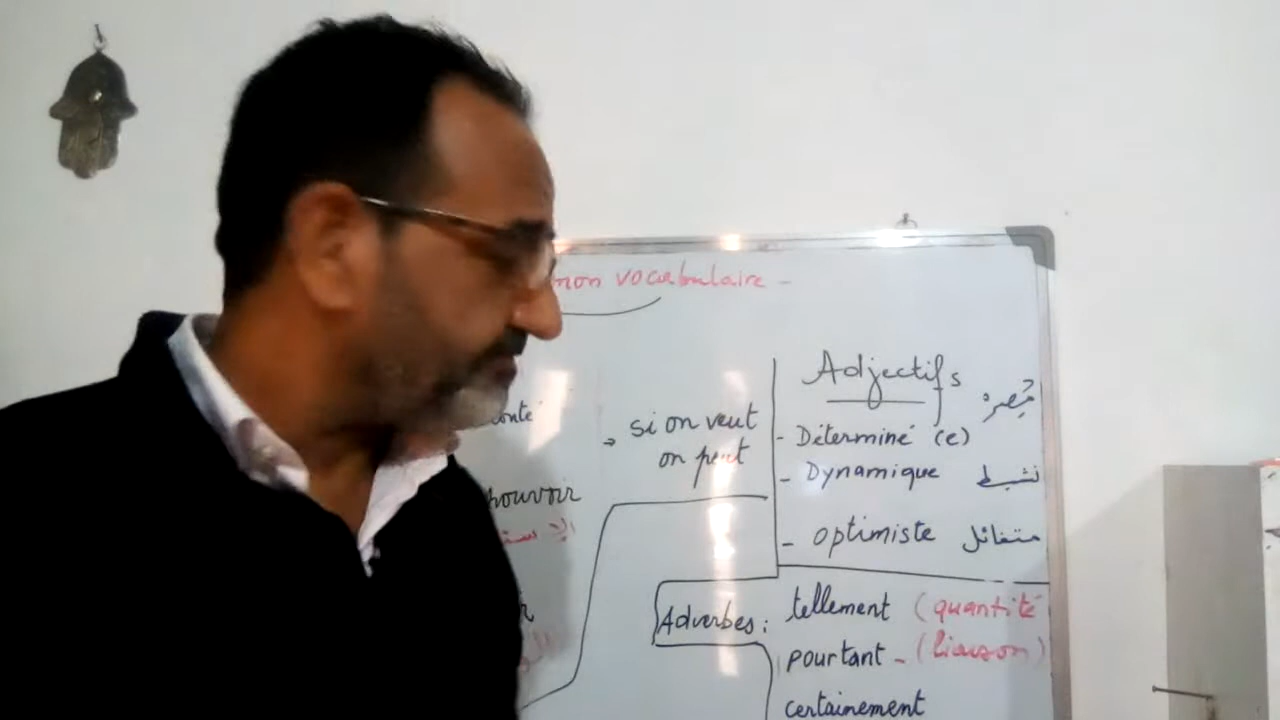 mon vocabulaire -
→ si on veut
on peut
pouvoir
Adjectifs
- Déterminé (e)
- Dynamique نشيط
- optimiste متفائل
Adverbes :
tellement (quantité
pourtant - (liaison)
certainement